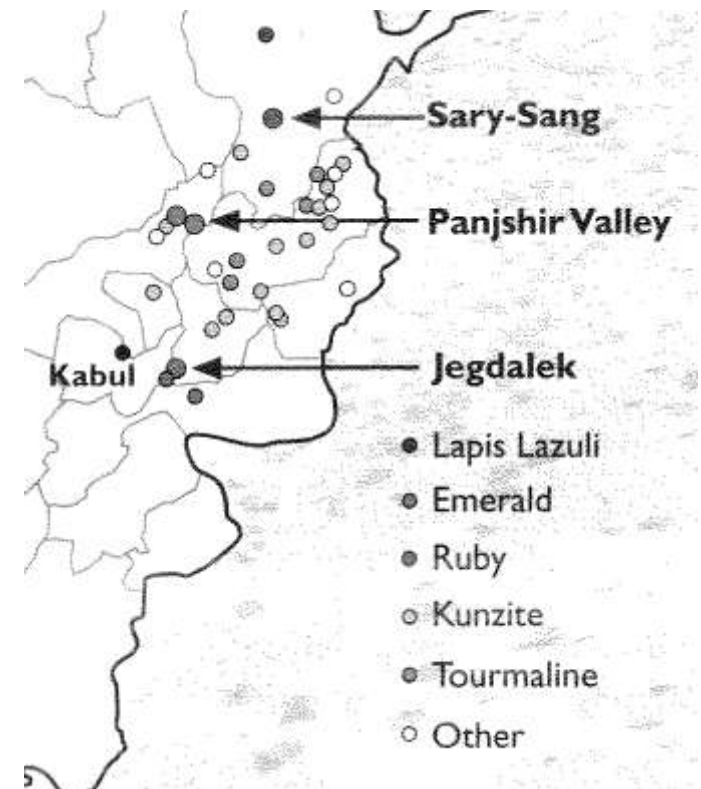 Sary-Sang
Panjshir Valley
Kabul
Jegdalek
Lapis Lazuli
Emerald
Ruby
Kunzite
Tourmaline
Other